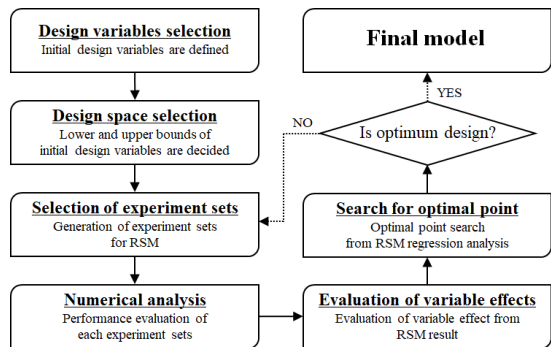 Design variables selection
Initial design variables are defined
Design space selection
Lower and upper bounds of
initial design variables are decided
Selection of experiment sets
Generation of experiment sets
for RSM
Numerical analysis
Performance evaluation of
each experiment sets
Evaluation of variable effects
Evaluation of variable effect from
RSM result
Search for optimal point
Optimal point search
from RSM regression analysis
Is optimum design?
NO
YES
Final model